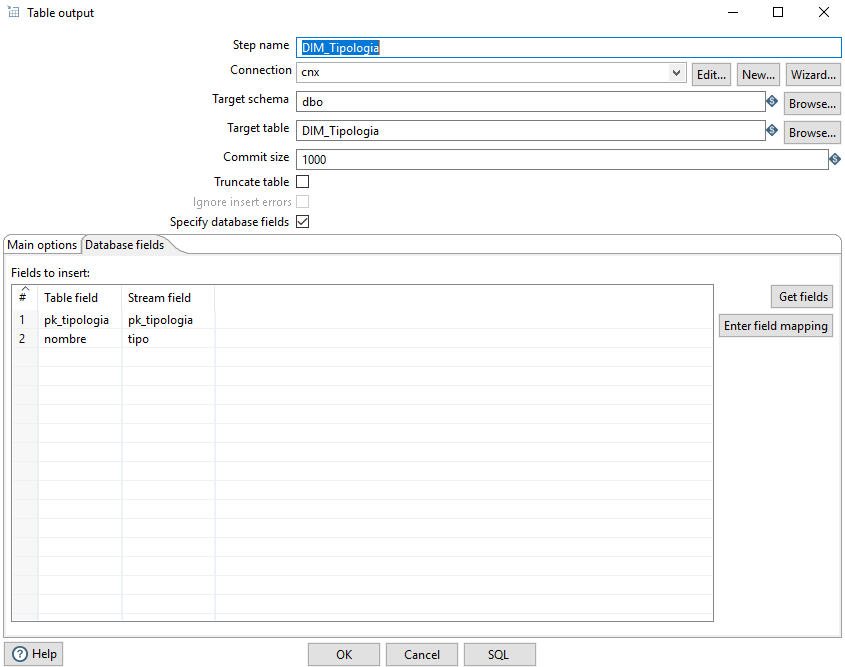 Table output
Step name DIM_Tipologia
Connection cnx Edit... New... Wizard...
Target schema dbo Browse...
Target table DIM_Tipologia Browse...
Commit size 1000
Truncate table
Ignore insert errors
Specify database fields
Main options Database fields
Fields to insert:
# Table field Stream field Get fields
1 pk_tipologia pk_tipologia Enter field mapping
2 nombre tipo
Help OK Cancel SQL